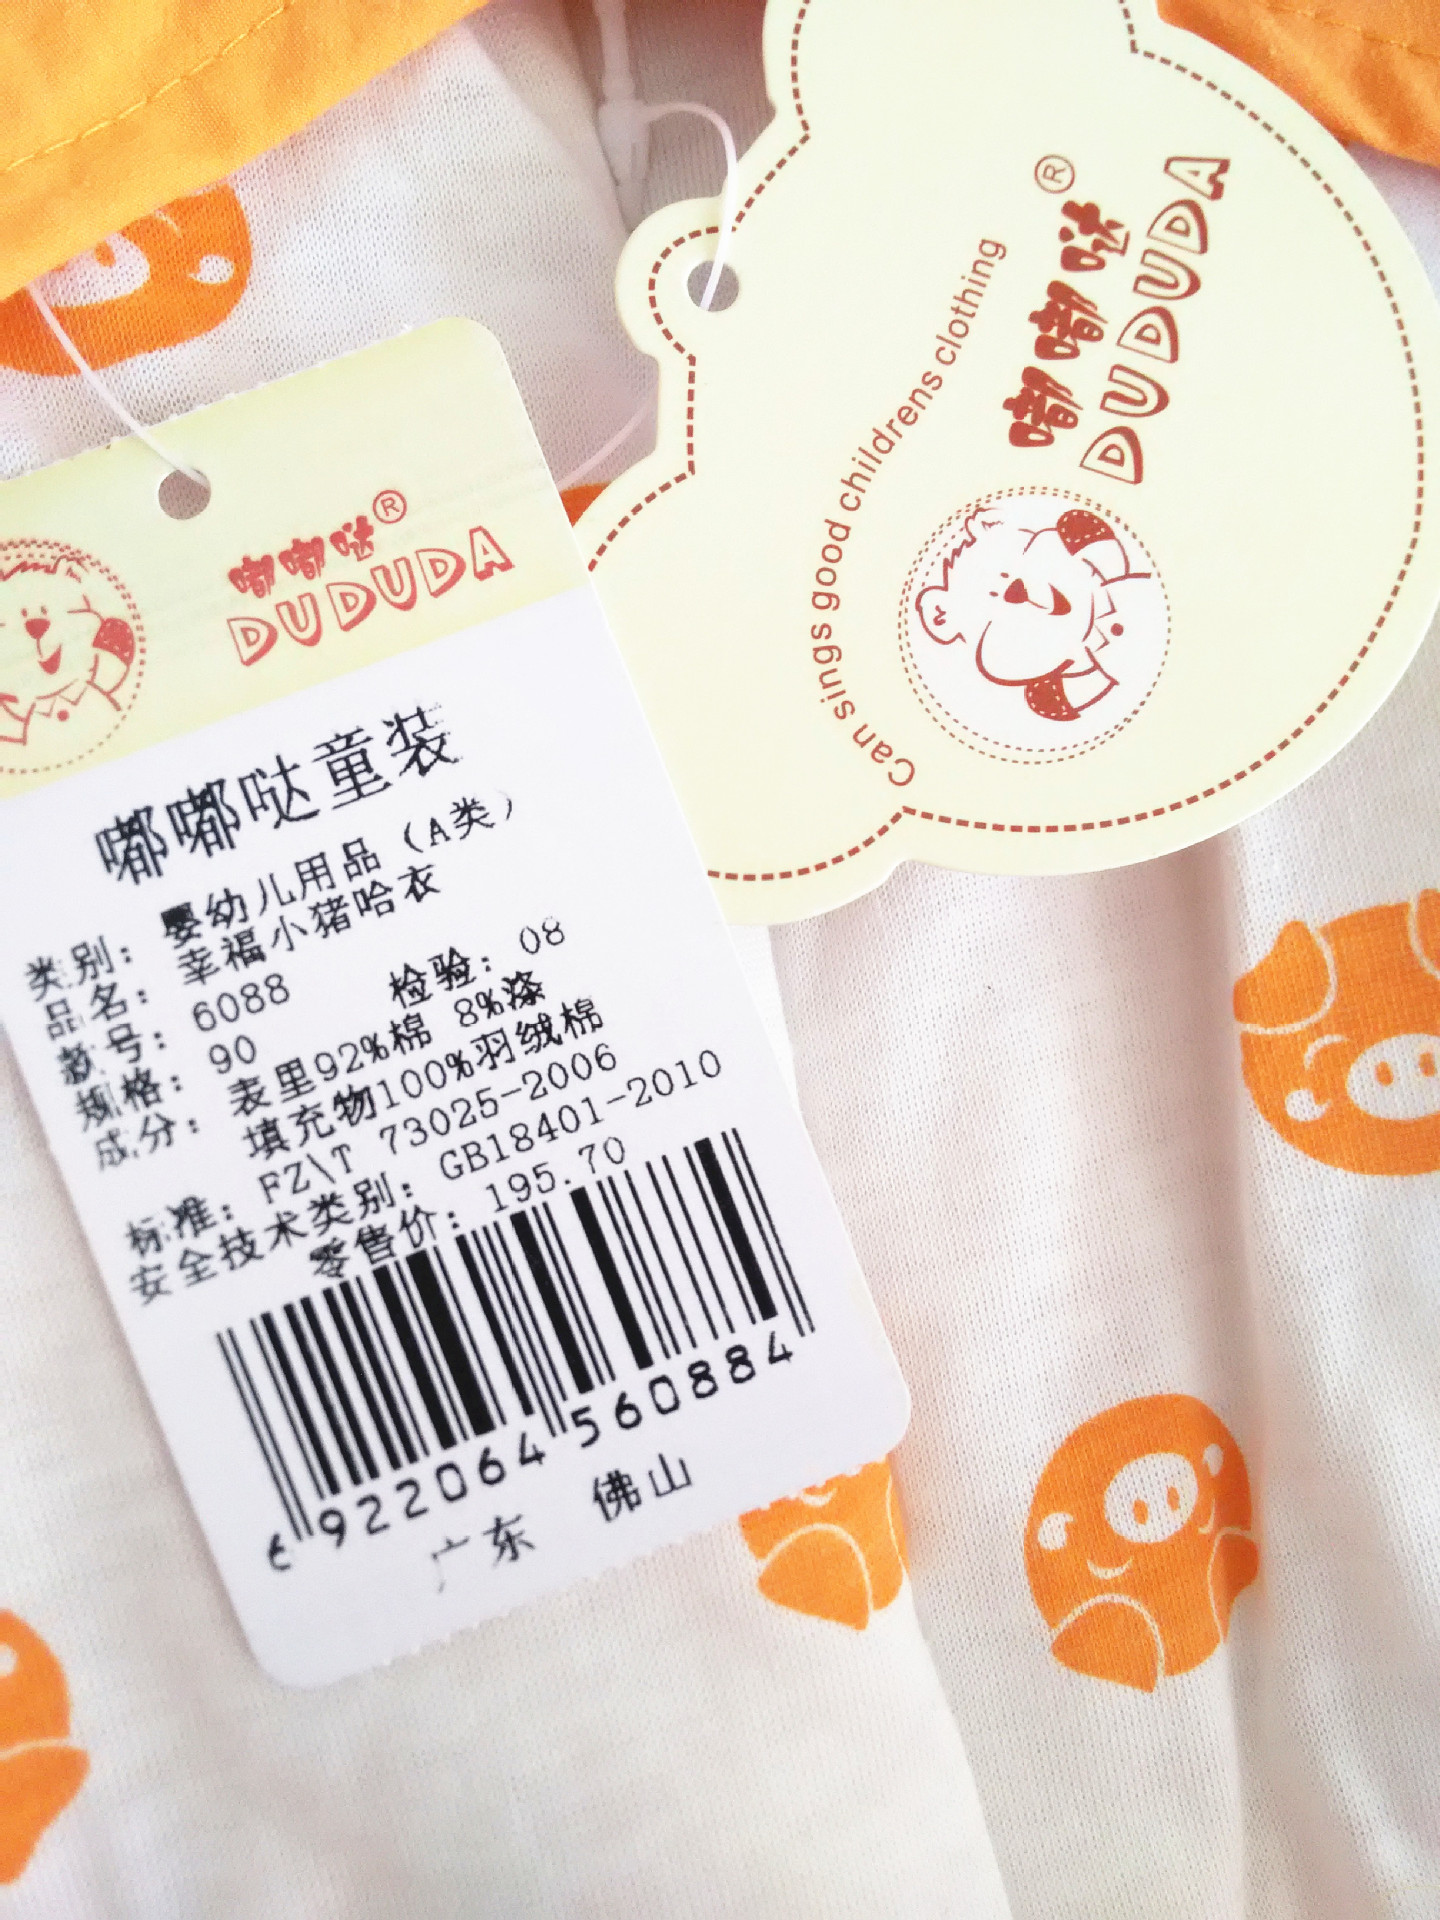 嘟嘟哒®
DUDUDA
嘟嘟哒童装
类别：婴幼儿用品（A类）
品名：幸福小猪哈衣
款号：6088 检验：08
规格：90
成分：表里92%棉 8%涤
填充物100%羽绒棉
标准：FZ\T 73025-2006
安全技术类别：GB18401-2010
零售价：195.70
6922064560884
广东 佛山
嘟嘟哒®
DUDUDA
Can sings good childrens clothing